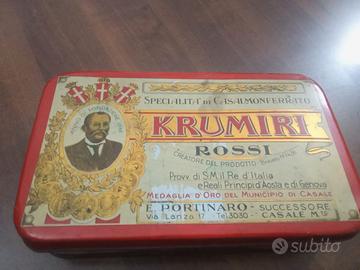 SPECIALITÀ DI CASALMONFERRATO
KRUMIRI
ROSSI
CREATORE DEL PRODOTTO
Provv. di S.M. il Re d'Italia
e Reali Principi d'Aosta e di Genova
MEDAGLIA D'ORO DEL MUNICIPIO DI CASALE
E. PORTINARO - SUCCESSORE
Via Lanza 17 Tel 3030 CASALE Mto
subito